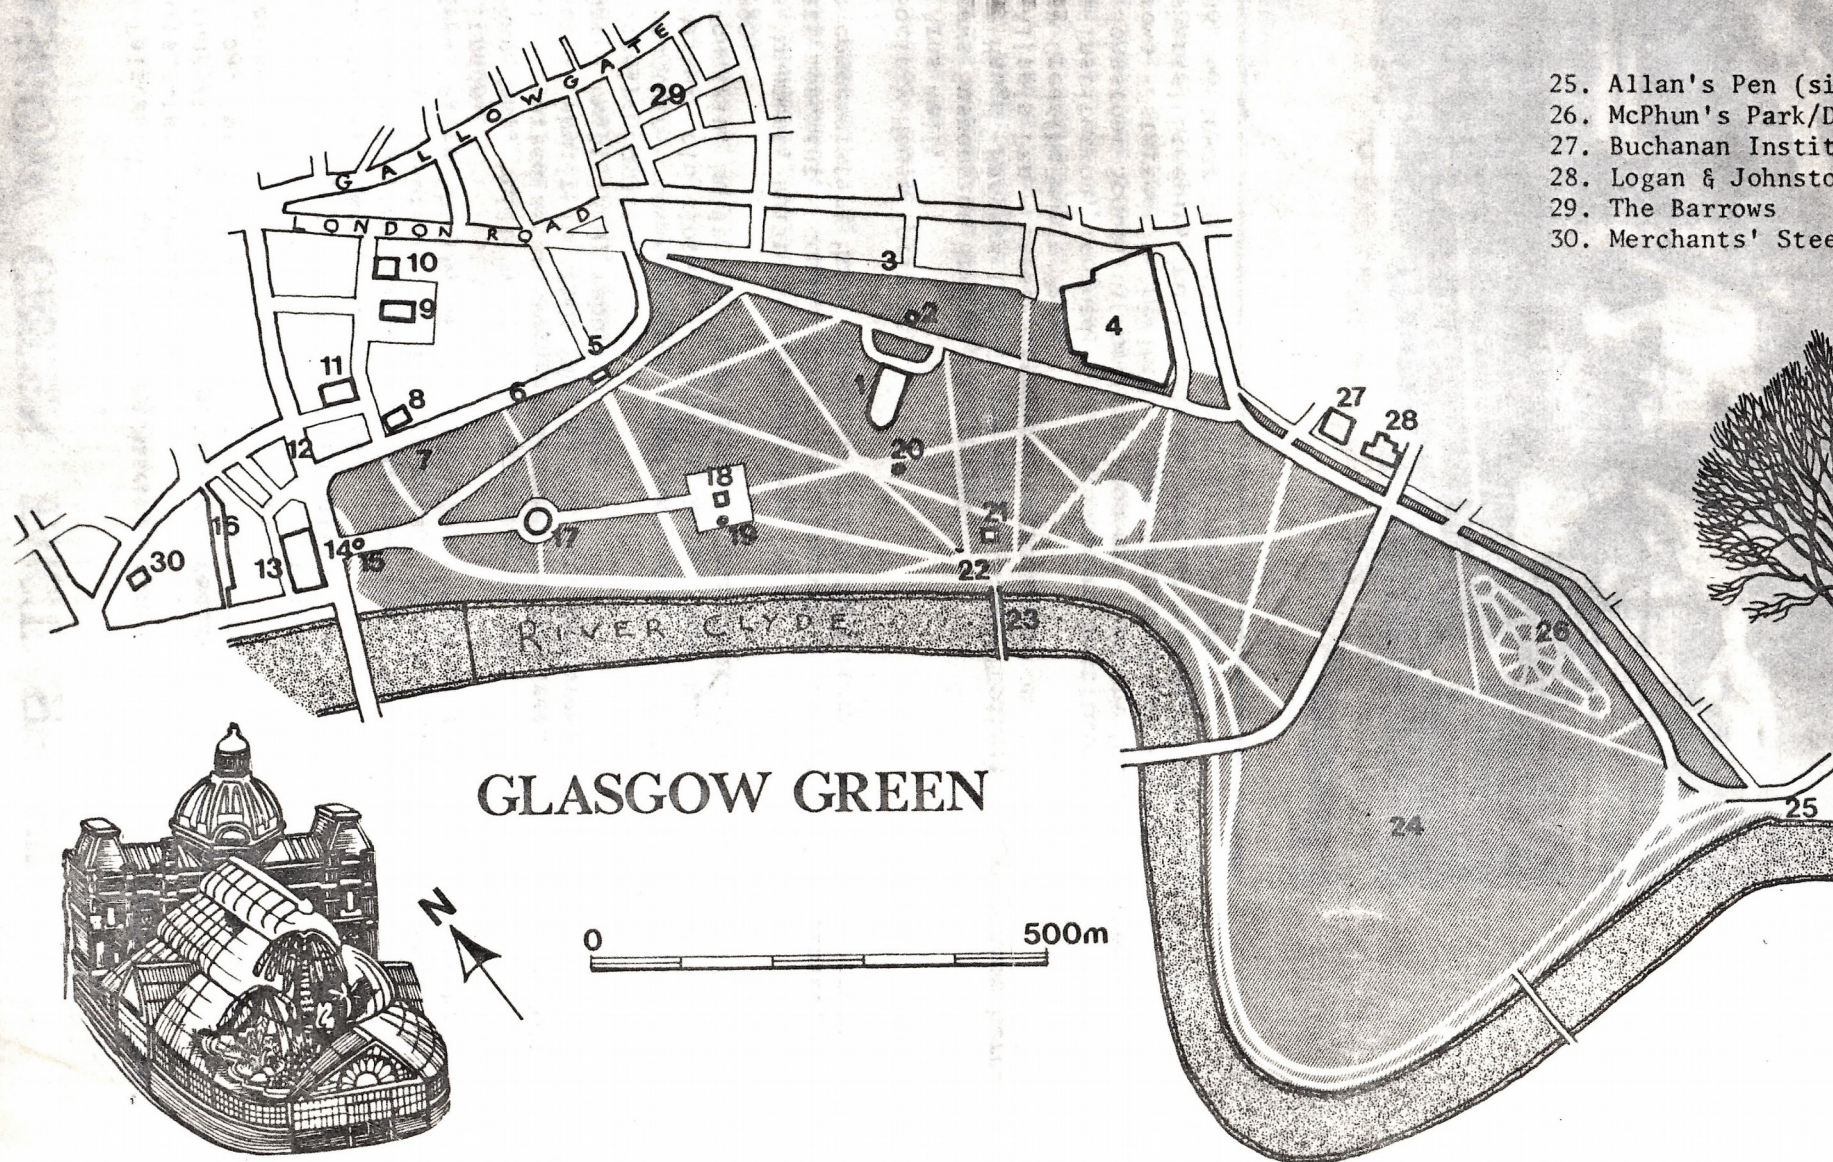 25. Allan's Pen (si
26. McPhun's Park/D
27. Buchanan Instit
28. Logan & Johnsto
29. The Barrows
30. Merchants' Stee
GALLOWGATE
29
LONDON ROAD
10
9
3
2
4
5
1
11
6
8
27
28
12
7
20
18
16
21
14
17
19
30
13
15
22
RIVER CLYDE
23
26
GLASGOW GREEN
25
24
N
0 500m